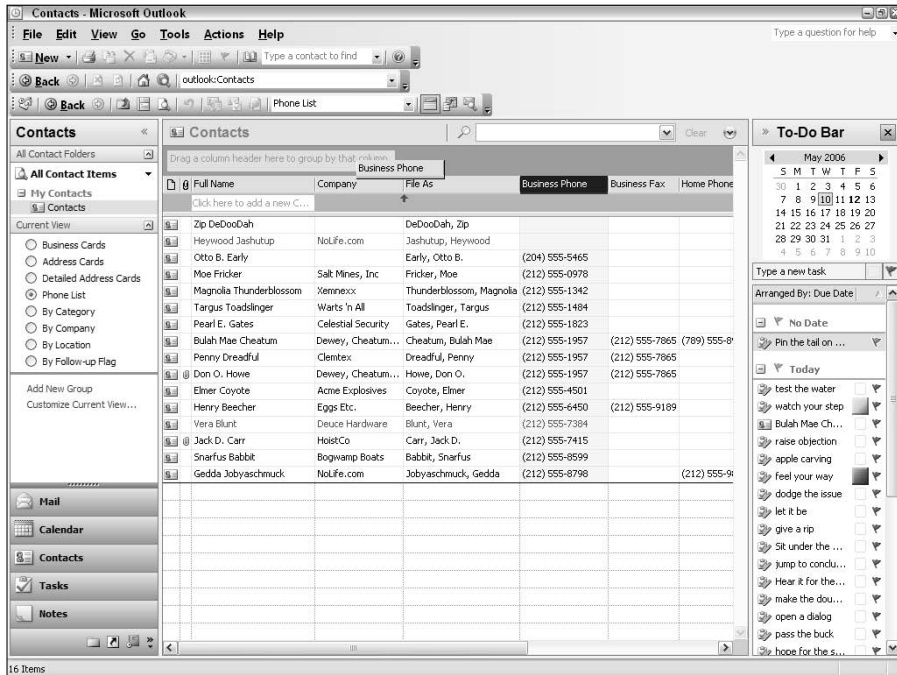 Contacts - Microsoft Outlook
File Edit View Go Tools Actions Help
Type a question for help
New
Type a contact to find
Back
outlook:Contacts
Back
Phone List
Contacts «
All Contact Folders
All Contact Items
My Contacts
Contacts
Current View
Business Cards
Address Cards
Detailed Address Cards
Phone List
By Category
By Company
By Location
By Follow-up Flag
Add New Group
Customize Current View...
Mail
Calendar
Contacts
Tasks
Notes
»
16 Items
Contacts
Clear
Drag a column header here to group by that column.
Business Phone
Full Name Company File As Business Phone Business Fax Home Phone
Click here to add a new C...
Zip DeDooDah DeDooDah, Zip
Heywood Jashutup NoLife.com Jashutup, Heywood
Otto B. Early Early, Otto B. (204) 555-5465
Moe Fricker Salt Mines, Inc Fricker, Moe (212) 555-0978
Magnolia Thunderblossom Xemnexx Thunderblossom, Magnolia (212) 555-1342
Targus Toadslinger Warts 'n All Toadslinger, Targus (212) 555-1484
Pearl E. Gates Celestial Security Gates, Pearl E. (212) 555-1823
Bulah Mae Cheatum Dewey, Cheatum... Cheatum, Bulah Mae (212) 555-1957 (212) 555-7865 (789) 555-
Penny Dreadful Clemtex Dreadful, Penny (212) 555-1957 (212) 555-7865
Don O. Howe Dewey, Cheatum... Howe, Don O. (212) 555-1957 (212) 555-7865
Elmer Coyote Acme Explosives Coyote, Elmer (212) 555-4501
Henry Beecher Eggs Etc. Beecher, Henry (212) 555-6450 (212) 555-9189
Vera Blunt Deuce Hardware Blunt, Vera (212) 555-7384
Jack D. Carr HoistCo Carr, Jack D. (212) 555-7415
Snarfus Babbit Bogwamp Boats Babbit, Snarfus (212) 555-8599
Gedda Jobyaschmuck NoLife.com Jobyaschmuck, Gedda (212) 555-8798 (212) 555-9
» To-Do Bar
May 2006
S M T W T F S
30 1 2 3 4 5 6
7 8 9 10 11 12 13
14 15 16 17 18 19 20
21 22 23 24 25 26 27
28 29 30 31 1 2 3
4 5 6 7 8 9 10
Type a new task
Arranged By: Due Date
No Date
Pin the tail on ...
Today
test the water
watch your step
Bulah Mae Ch...
raise objection
apple carving
feel your way
dodge the issue
let it be
give a rip
Sit under the ...
jump to conclu...
Hear it for the...
make the dou...
open a dialog
pass the buck
hope for the s...